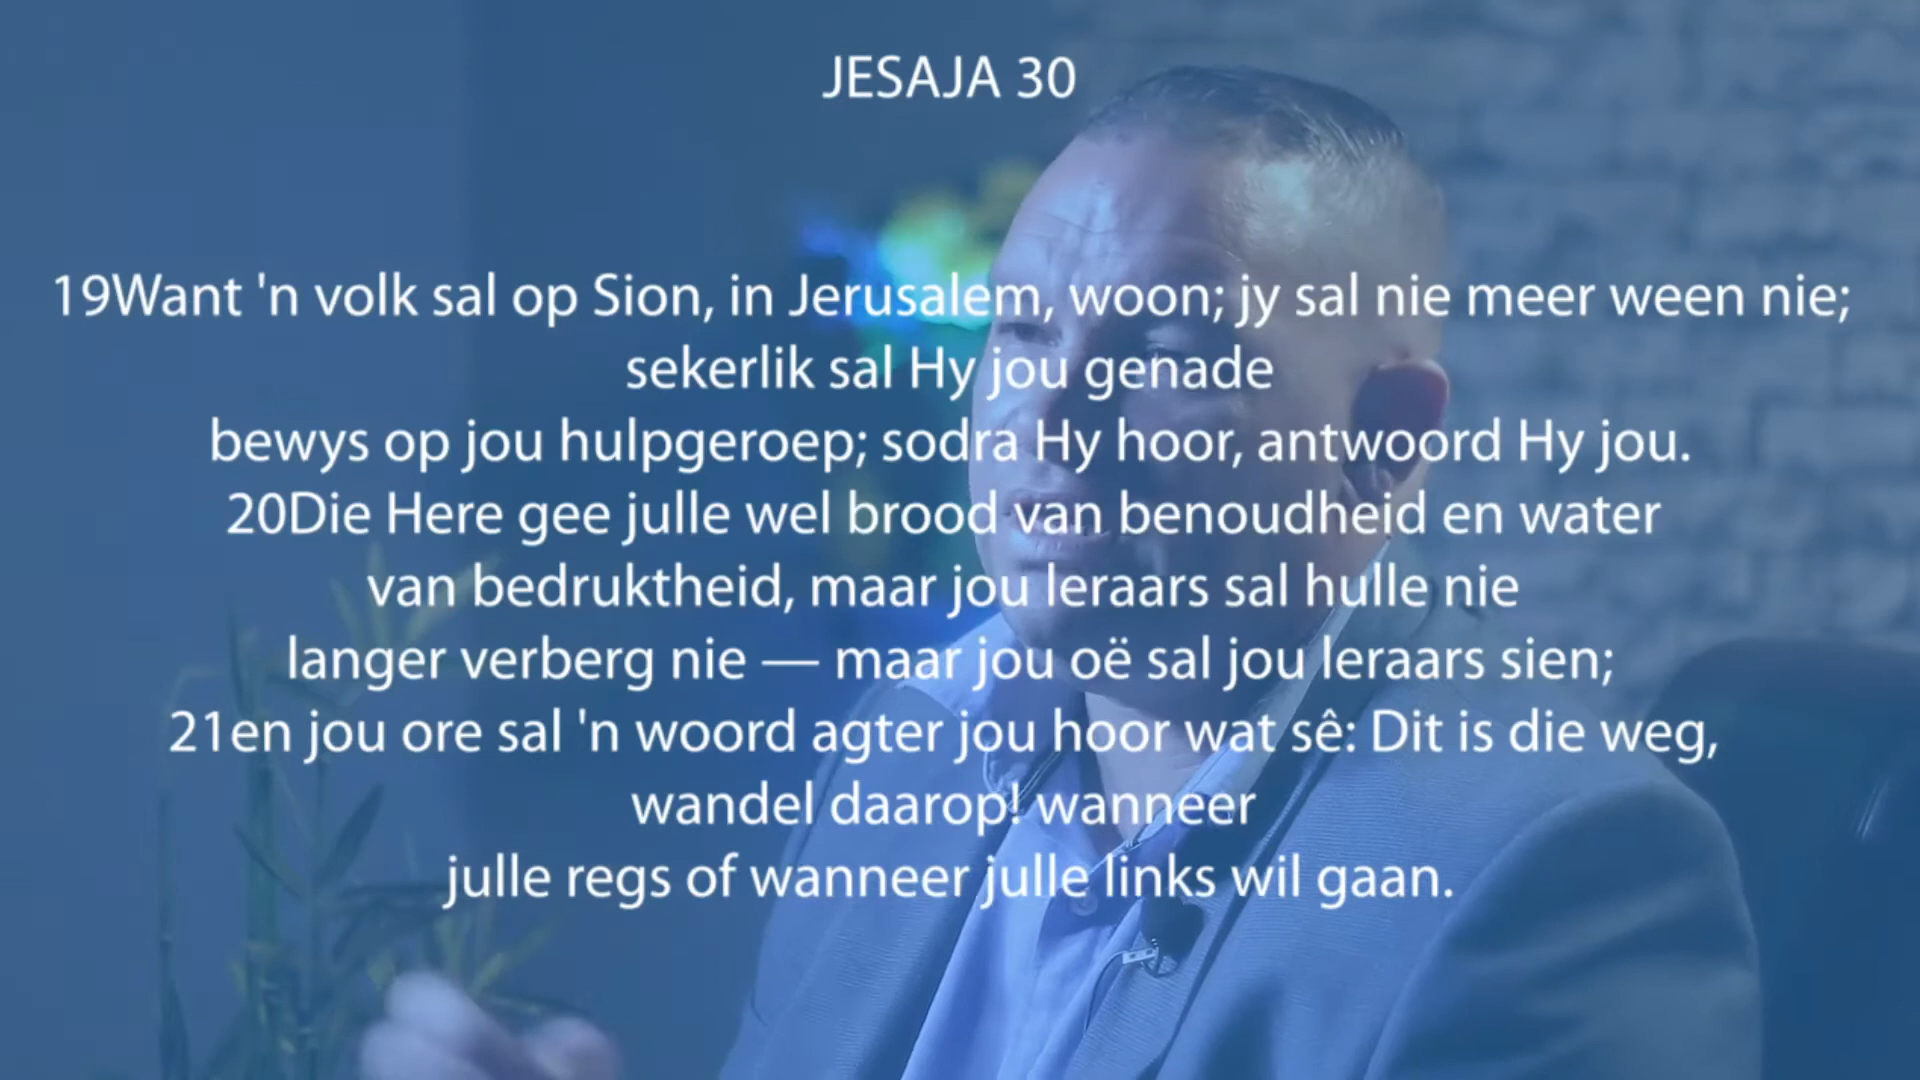 JESAJA 30
19Want 'n volk sal op Sion, in Jerusalem, woon; jy sal nie meer ween nie;
sekerlik sal Hy jou genade
bewys op jou hulpgeroep; sodra Hy hoor, antwoord Hy jou.
20Die Here gee julle wel brood van benoudheid en water
van bedruktheid, maar jou leraars sal hulle nie
langer verberg nie — maar jou oë sal jou leraars sien;
21en jou ore sal 'n woord agter jou hoor wat sê: Dit is die weg,
wandel daarop! wanneer
julle regs of wanneer julle links wil gaan.